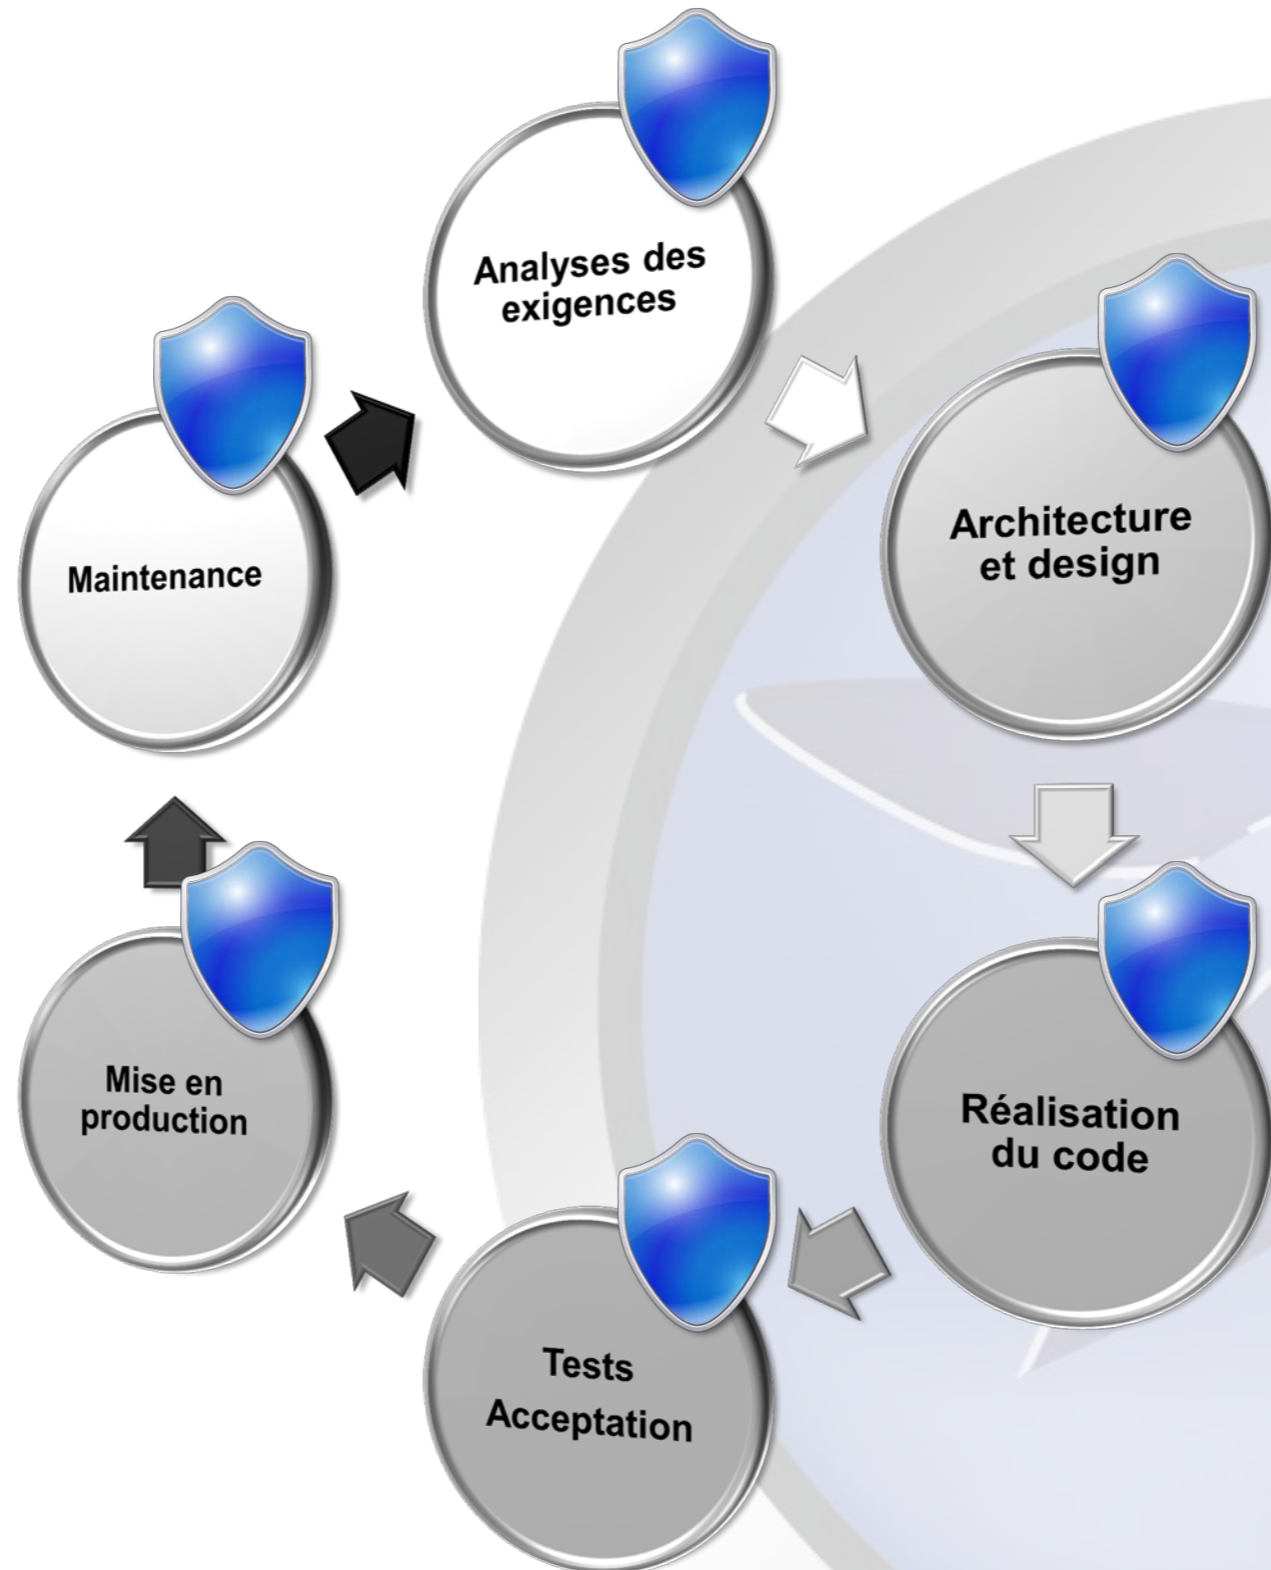 Analyses des
exigences
Architecture
et design
Réalisation
du code
Tests
Acceptation
Mise en
production
Maintenance